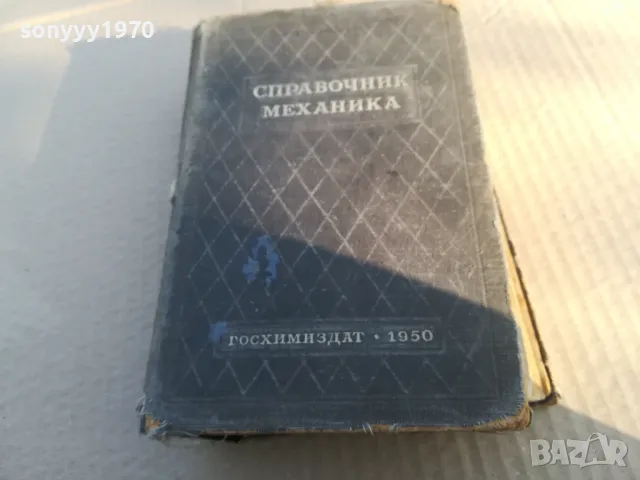 sonyyy1970
СПРАВОЧНИК
МЕХАНИКА
ГОСХИМИЗДАТ • 1950
BAZAR
bg